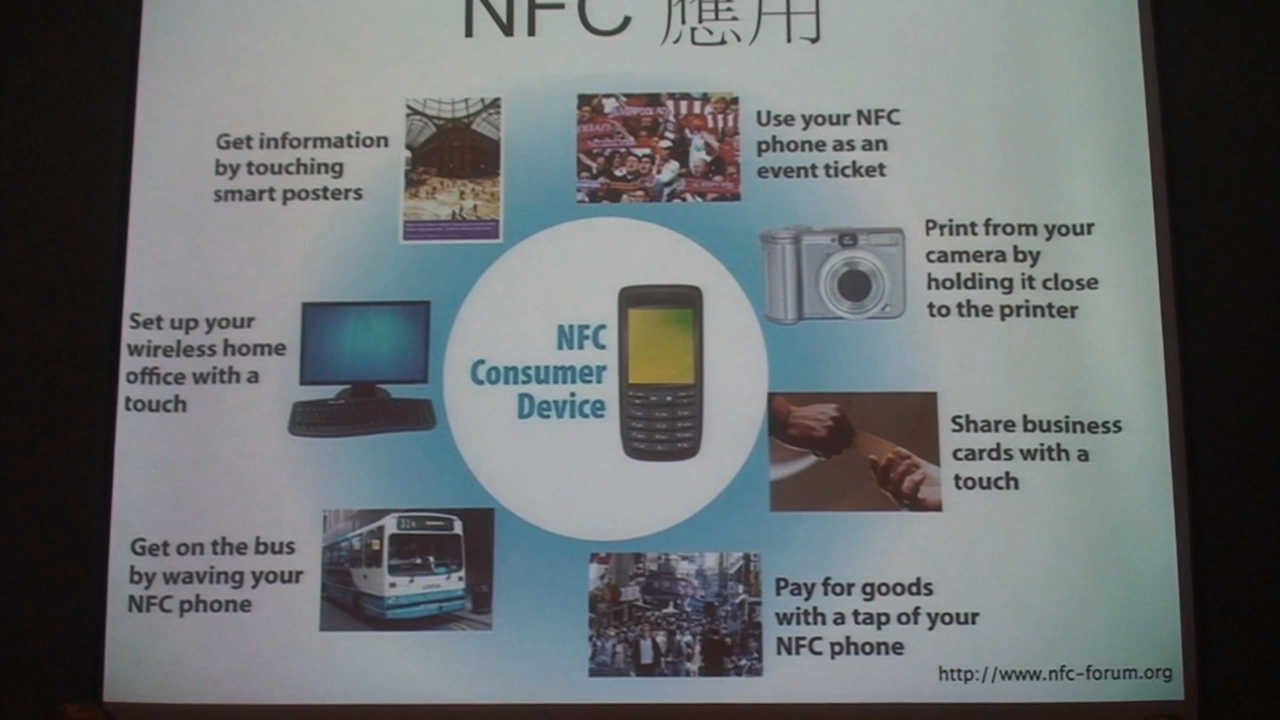 NFC 應用
Get information
by touching
smart posters
Use your NFC
phone as an
event ticket
Print from your
camera by
holding it close
to the printer
Set up your
wireless home
office with a
touch
NFC
Consumer
Device
Share business
cards with a
touch
Get on the bus
by waving your
NFC phone
Pay for goods
with a tap of your
NFC phone
http://www.nfc-forum.org